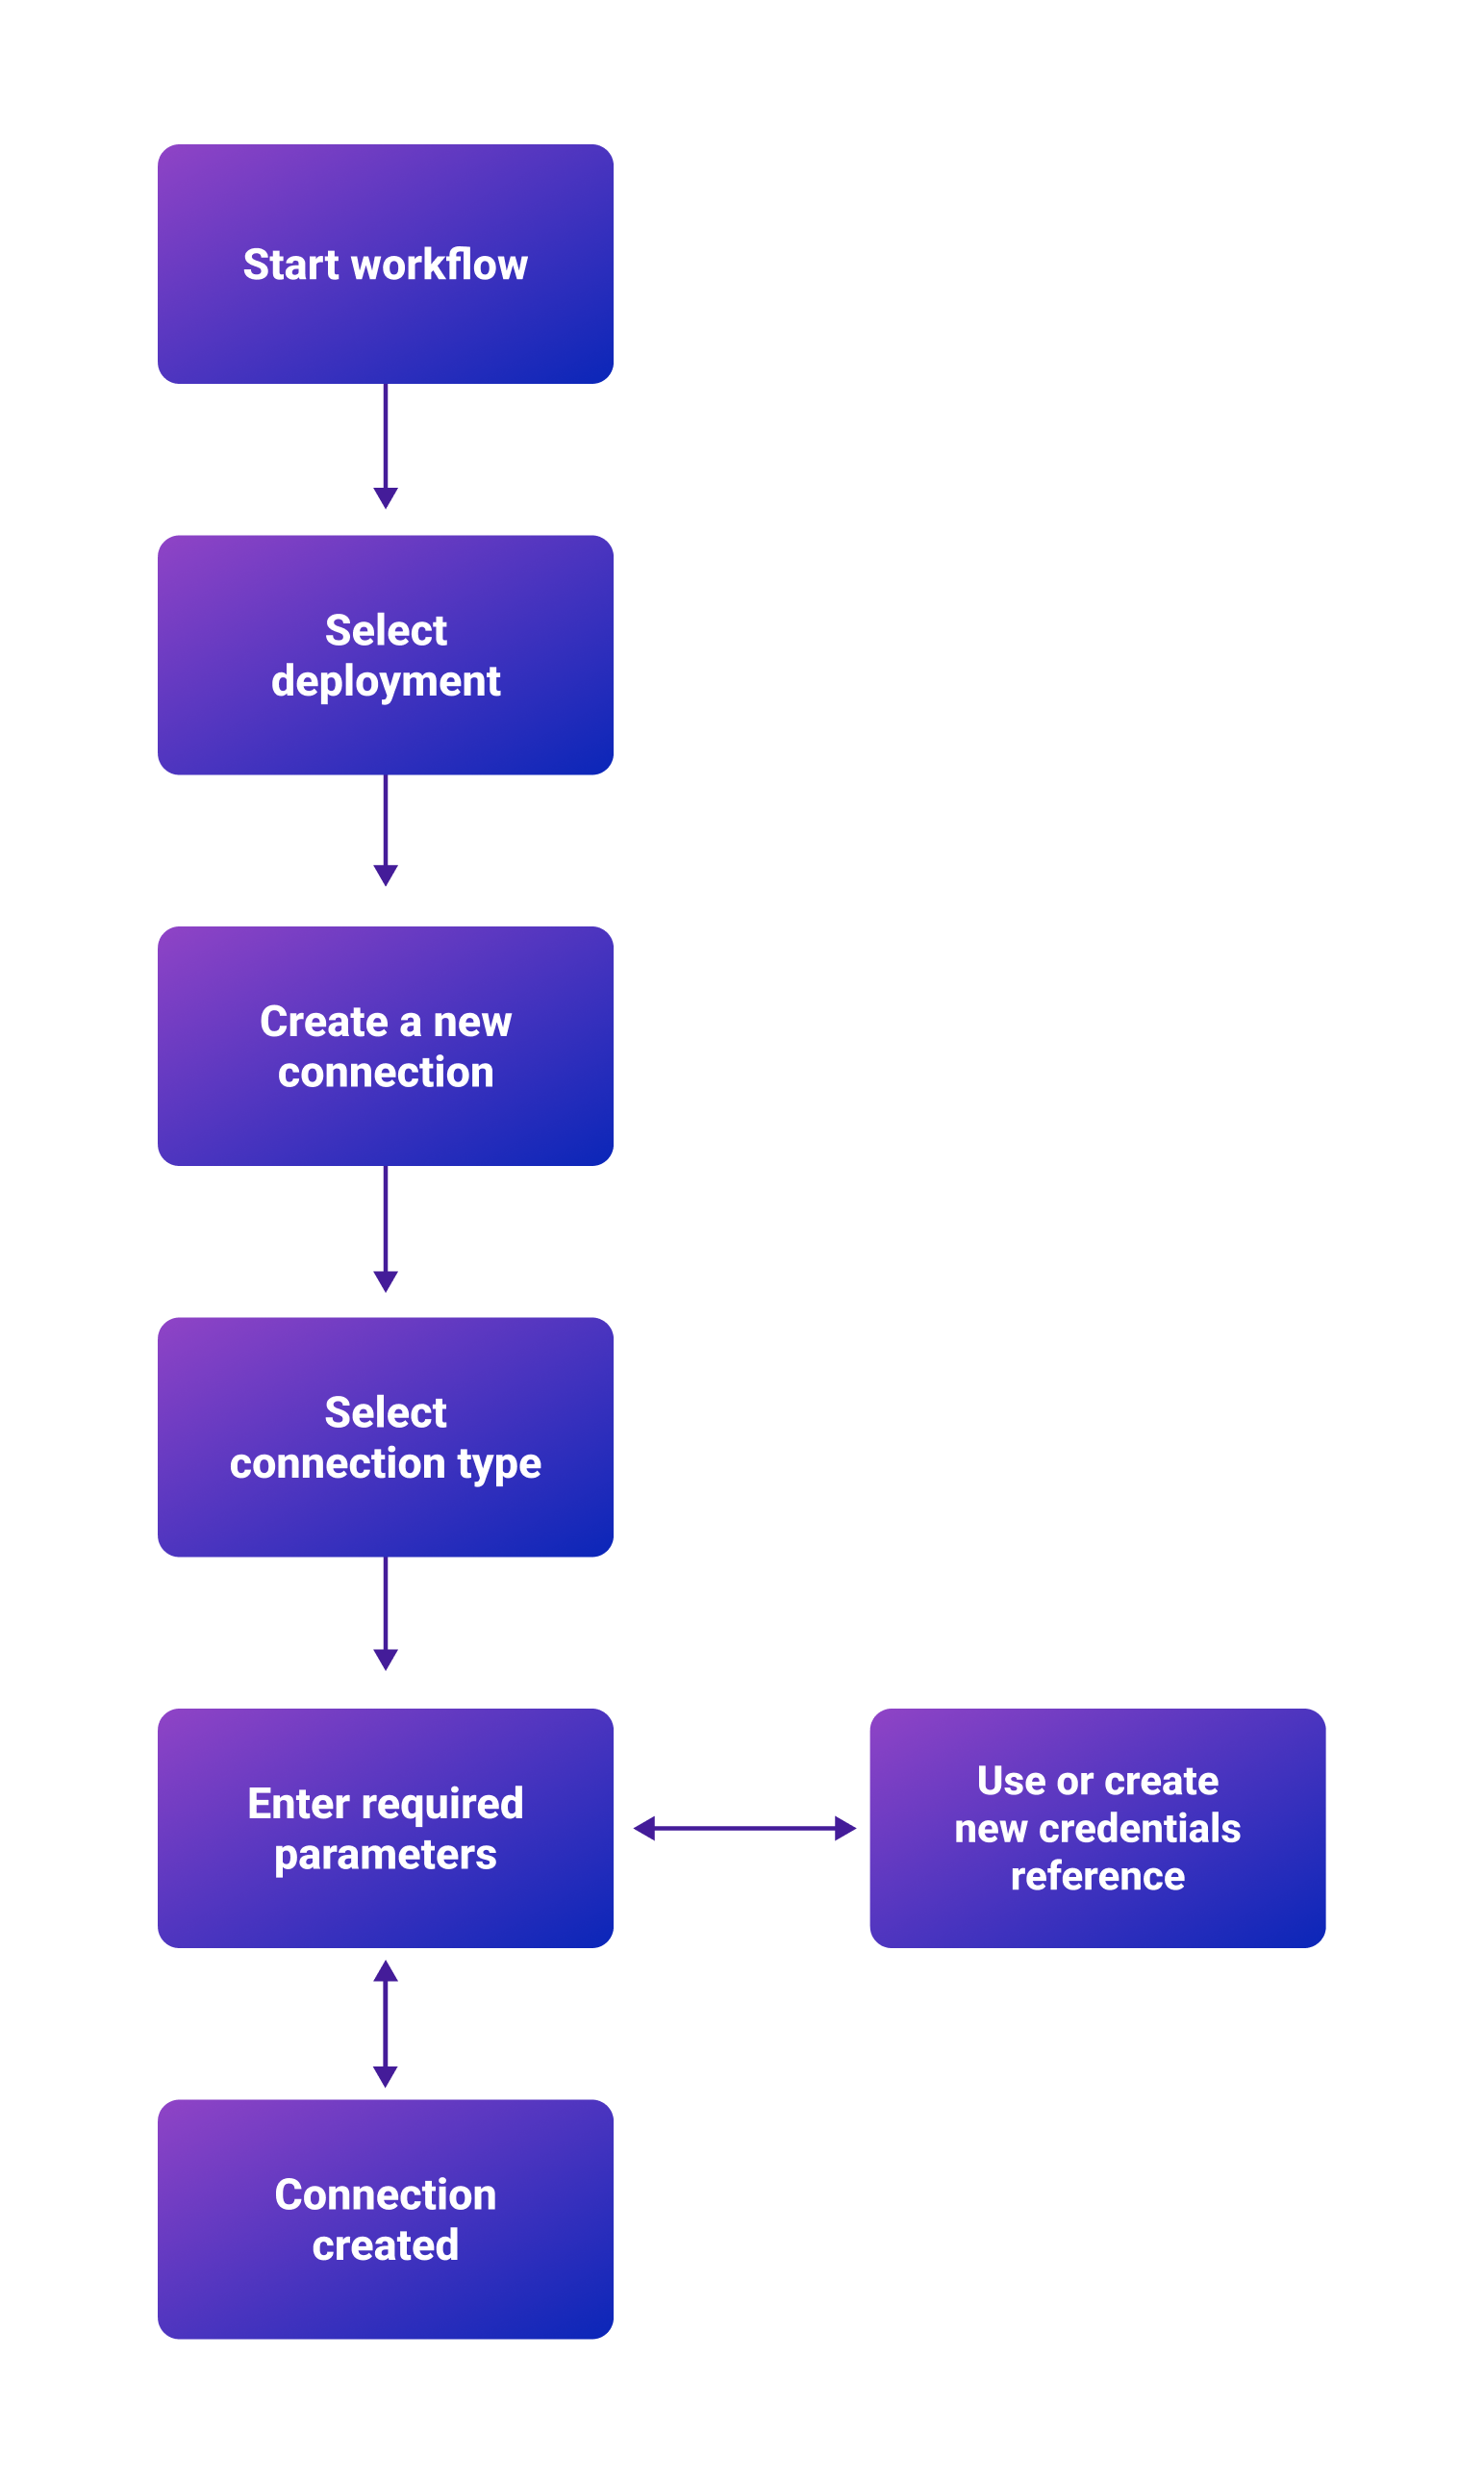 Start workflow
Select
deployment
Create a new
connection
Select
connection type
Enter required
parameters
Use or create
new credentials
reference
Connection
created